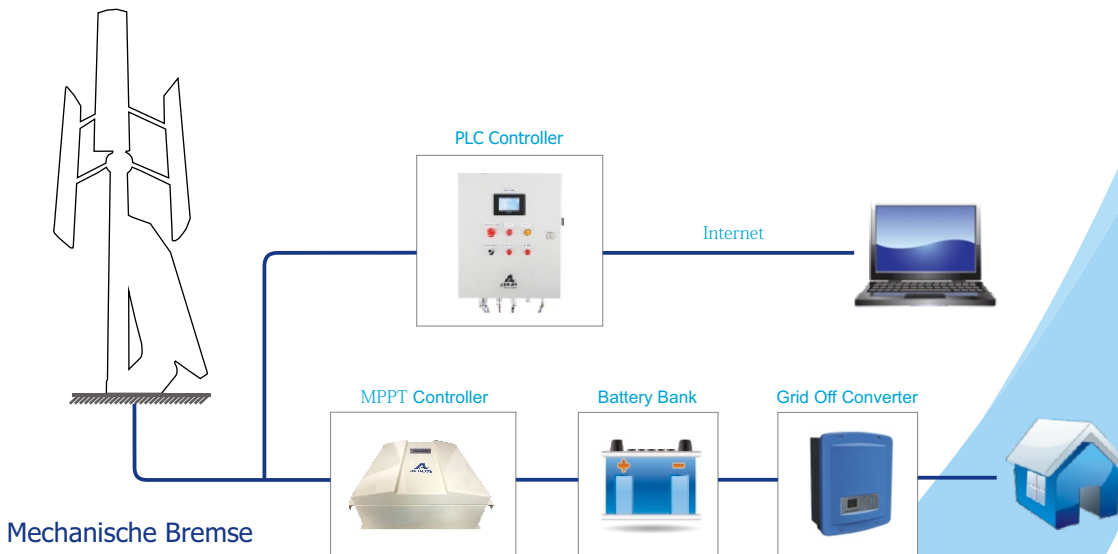 PLC Controller
Internet
MPPT Controller
Battery Bank
Grid Off Converter
Mechanische Bremse